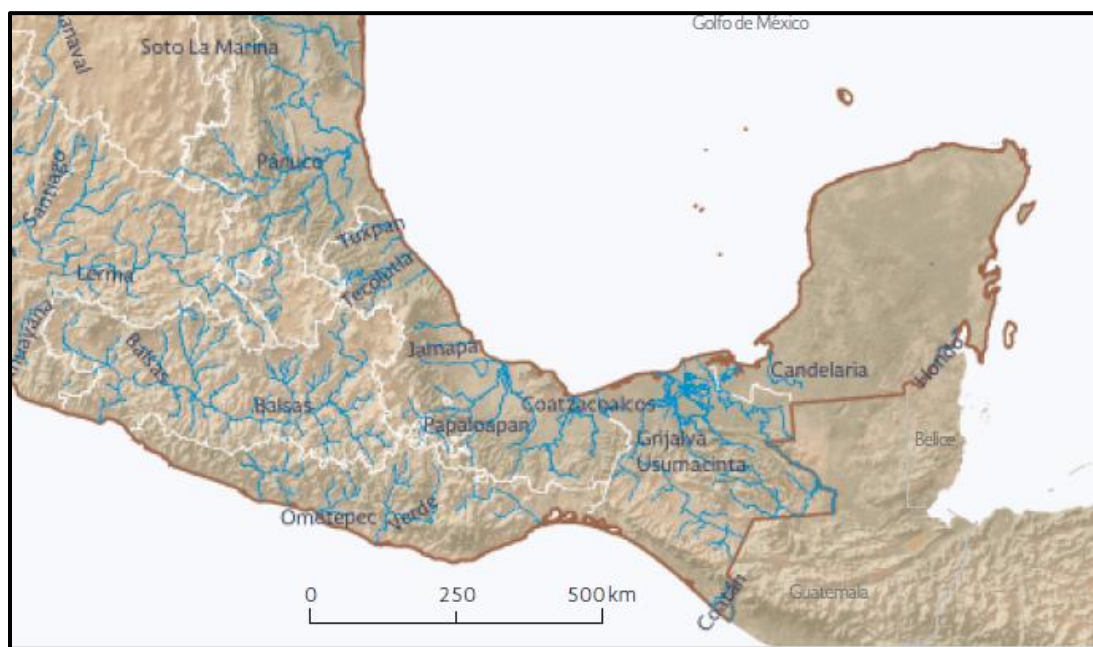 Golfo de México
Soto La Marina
Pánuco
Santiago
Tuxpan
Tecolutla
Lerma
Balsas
Jamapa
Candelaria
Hondo
Balsas
Coatzacoalcos
Papaloapan
Grijalva
Usumacinta
Belice
Ometepec
Verde
0 250 500 km
Guatemala
Coatán